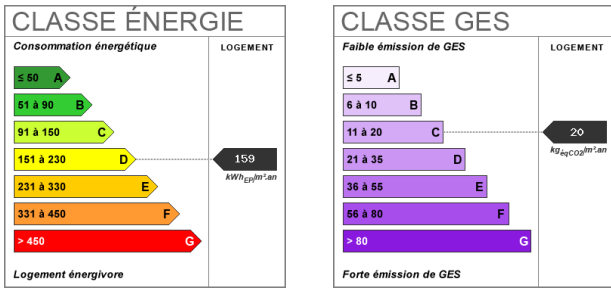 CLASSE ÉNERGIE
Consommation énergétique
LOGEMENT
≤ 50 A
51 à 90 B
91 à 150 C
151 à 230 D
159
kWhEP/m².an
231 à 330 E
331 à 450 F
> 450 G
Logement énergivore
CLASSE GES
Faible émission de GES
LOGEMENT
≤ 5 A
6 à 10 B
11 à 20 C
20
kgéqCO2/m².an
21 à 35 D
36 à 55 E
56 à 80 F
> 80 G
Forte émission de GES